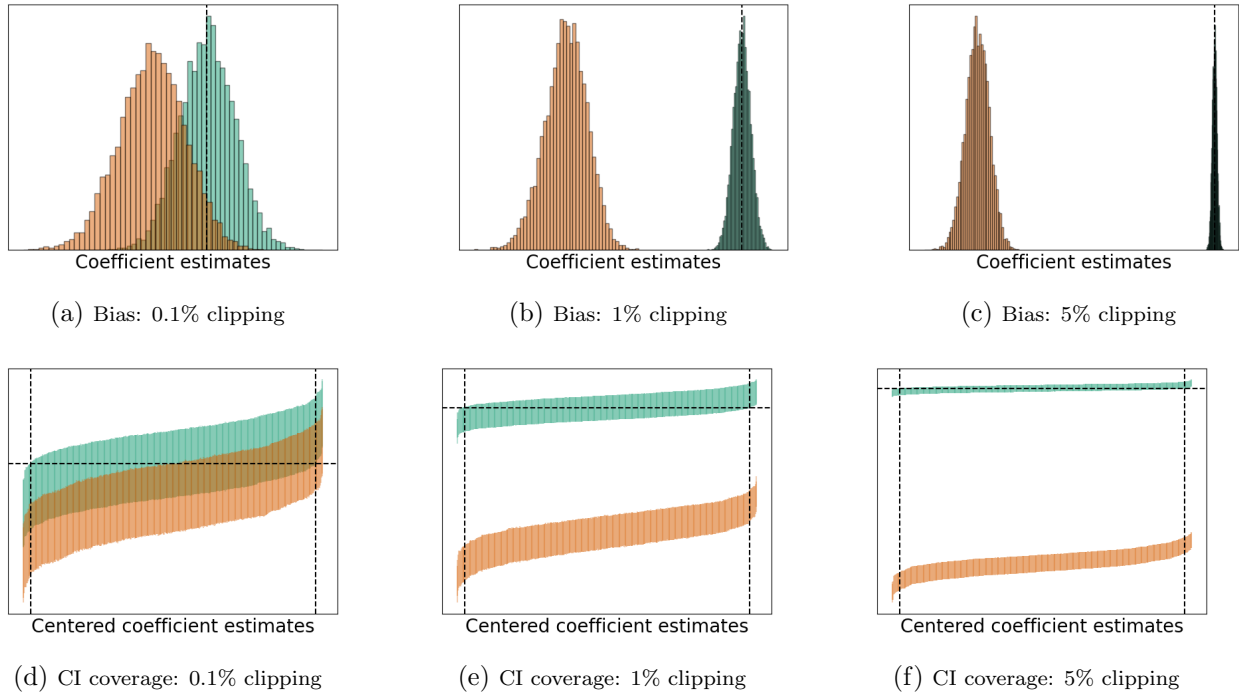 Coefficient estimates
Coefficient estimates
Coefficient estimates
(a) Bias: 0.1% clipping
(b) Bias: 1% clipping
(c) Bias: 5% clipping
Centered coefficient estimates
Centered coefficient estimates
Centered coefficient estimates
(d) CI coverage: 0.1% clipping
(e) CI coverage: 1% clipping
(f) CI coverage: 5% clipping